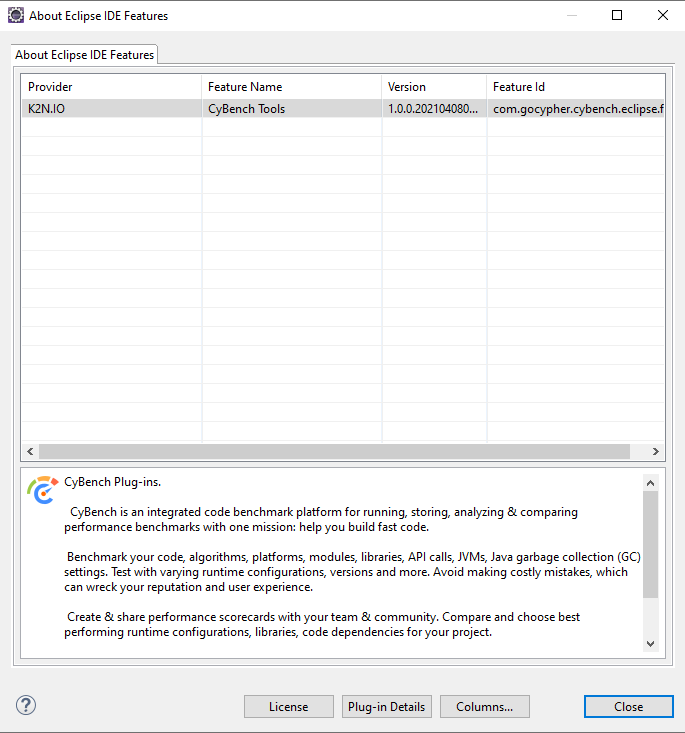 About Eclipse IDE Features
About Eclipse IDE Features
Provider Feature Name Version Feature Id
K2N.IO CyBench Tools 1.0.0.202104080... com.gocypher.cybench.eclipse.f
CyBench Plug-ins.
CyBench is an integrated code benchmark platform for running, storing, analyzing & comparing
performance benchmarks with one mission: help you build fast code.
Benchmark your code, algorithms, platforms, modules, libraries, API calls, JVMs, Java garbage collection (GC)
settings. Test with varying runtime configurations, versions and more. Avoid making costly mistakes, which
can wreck your reputation and user experience.
Create & share performance scorecards with your team & community. Compare and choose best
performing runtime configurations, libraries, code dependencies for your project.
? License Plug-in Details Columns... Close